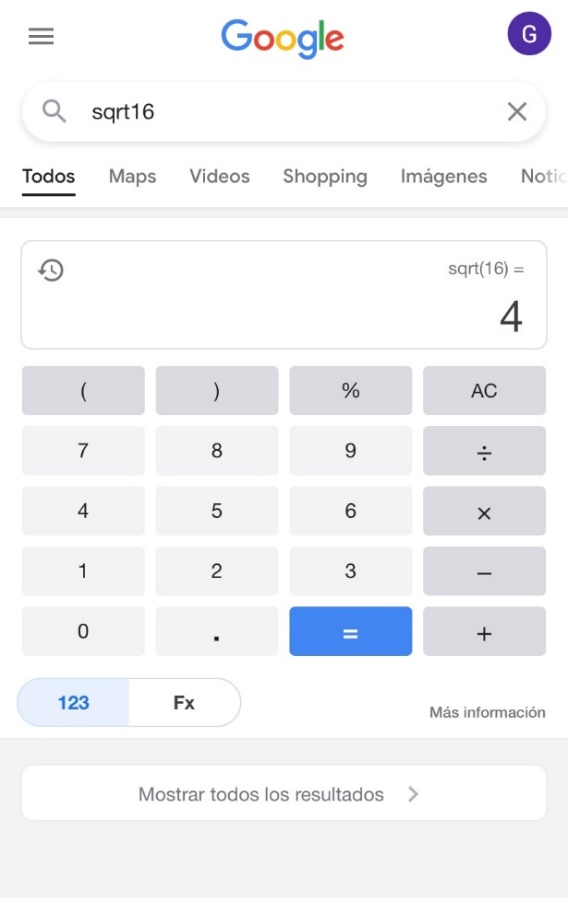 Google
G
sqrt16
Todos Maps Videos Shopping Imágenes Notic
sqrt(16) =
4
( ) % AC
7 8 9 ÷
4 5 6 ×
1 2 3 −
0 . = +
123 Fx
Más información
Mostrar todos los resultados